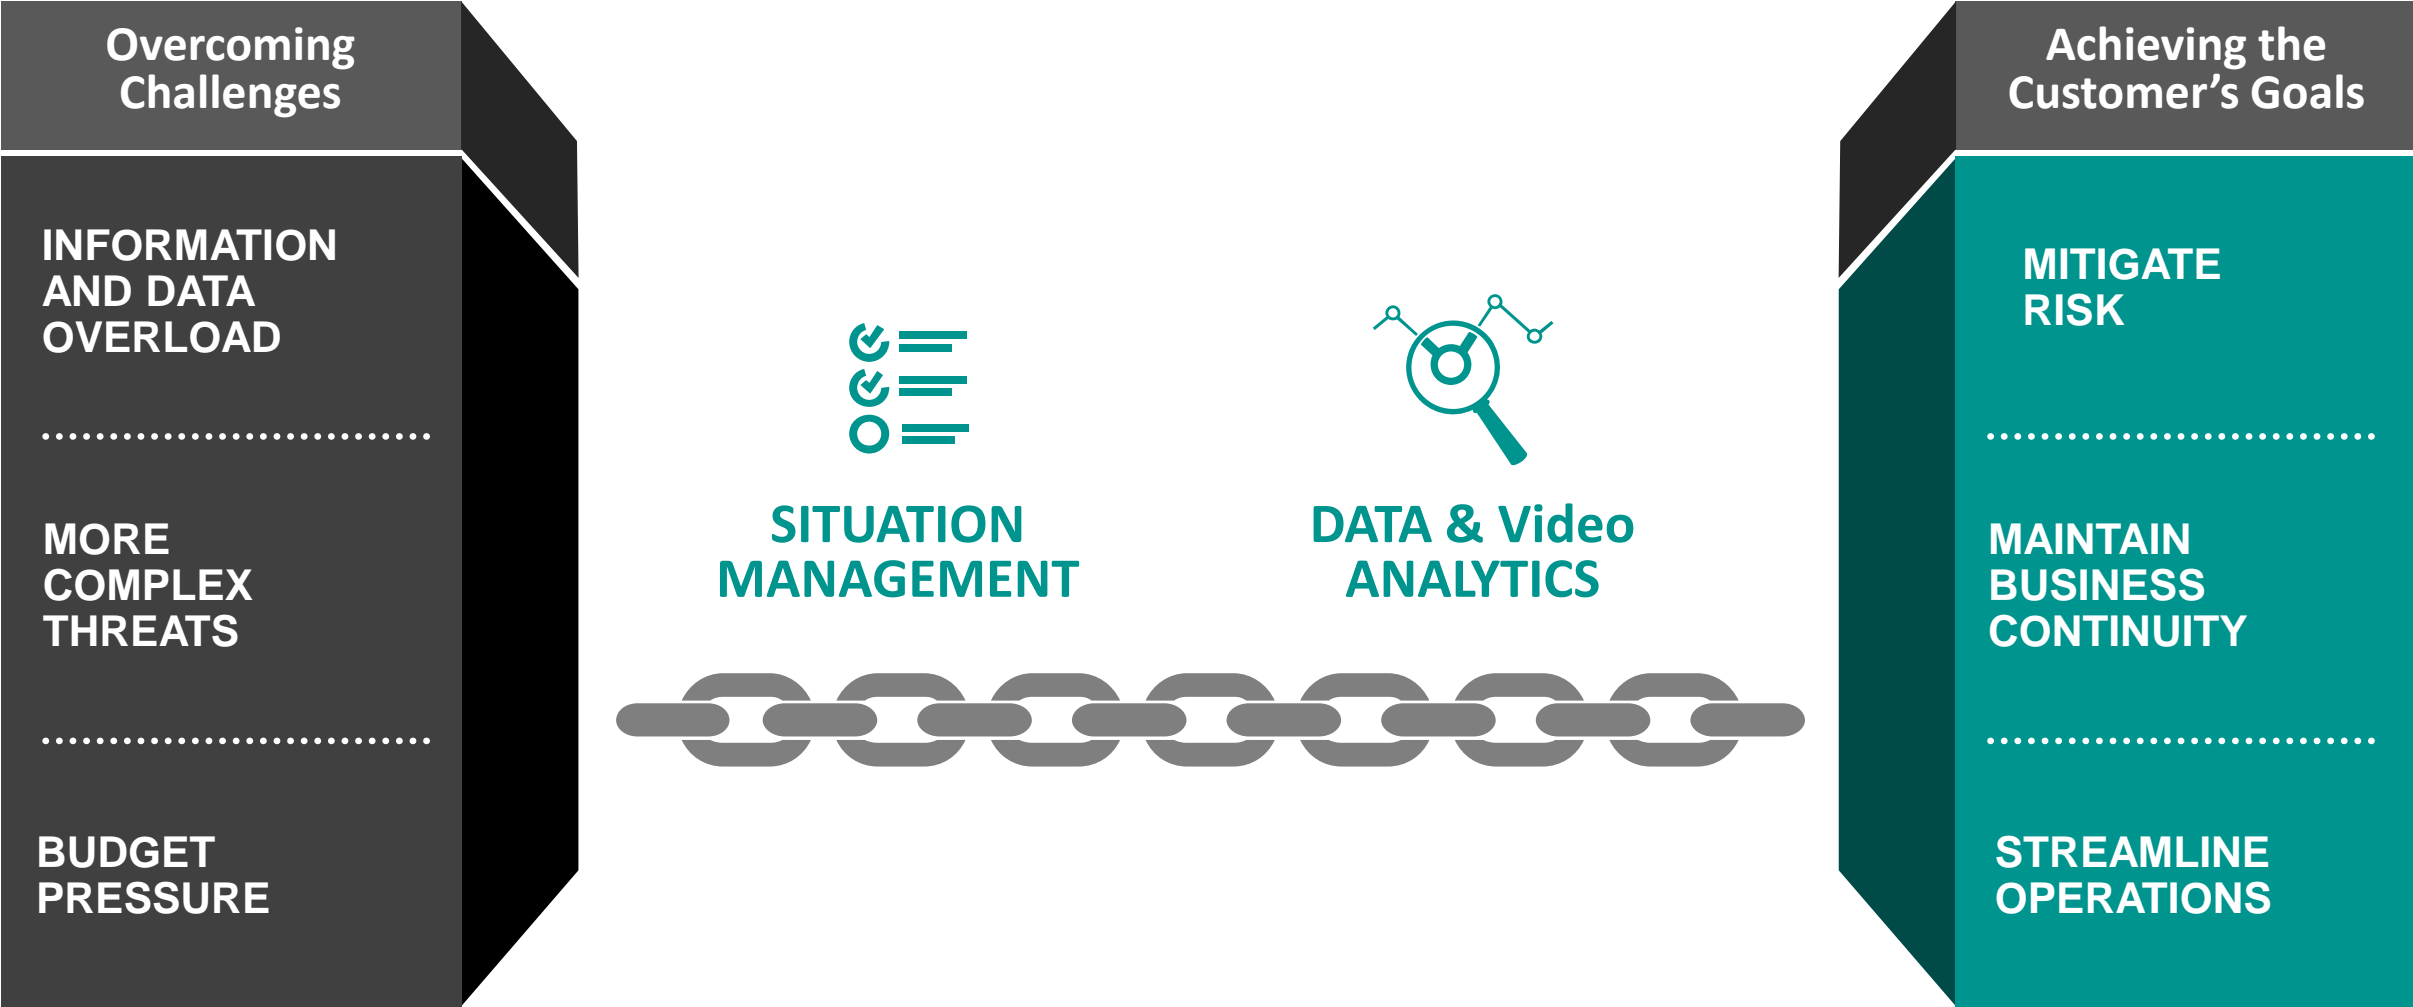 Overcoming
Challenges
INFORMATION
AND DATA
OVERLOAD
MORE
COMPLEX
THREATS
BUDGET
PRESSURE
SITUATION
MANAGEMENT
DATA & Video
ANALYTICS
Achieving the
Customer’s Goals
MITIGATE
RISK
MAINTAIN
BUSINESS
CONTINUITY
STREAMLINE
OPERATIONS